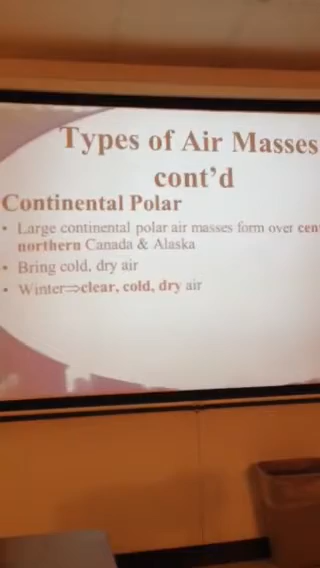 Types of Air Masses
cont'd
Continental Polar
• Large continental polar air masses form over
northern Canada & Alaska
• Bring cold, dry air
• Winter⇒clear, cold, dry air